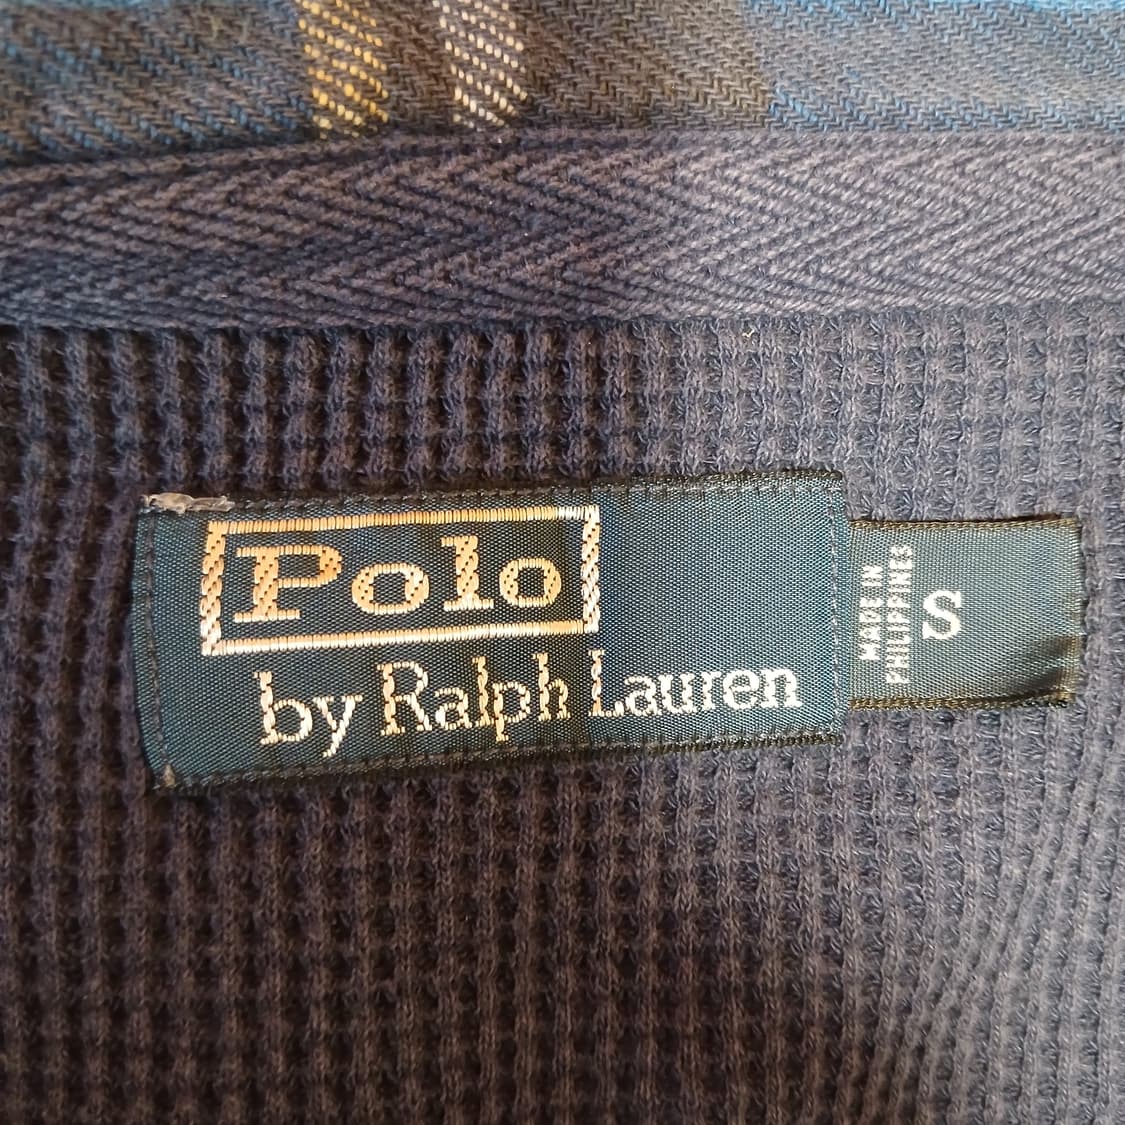 Polo
by Ralph Lauren
MADE IN
PHILIPPINES
S